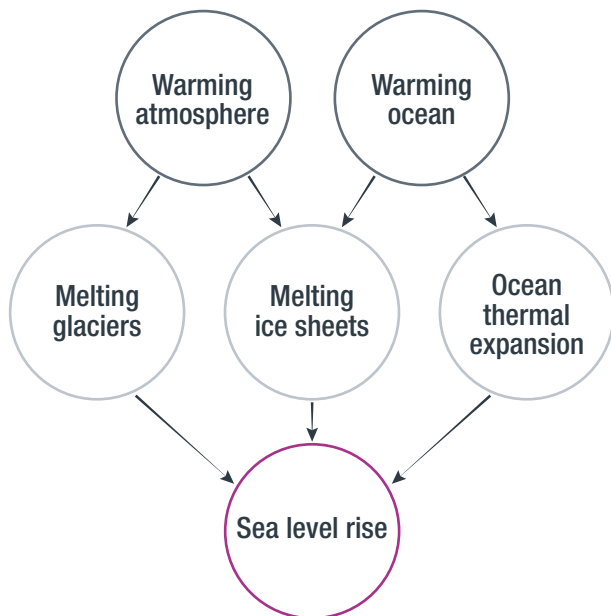 Warming
atmosphere
Warming
ocean
Melting
glaciers
Melting
ice sheets
Ocean
thermal
expansion
Sea level rise